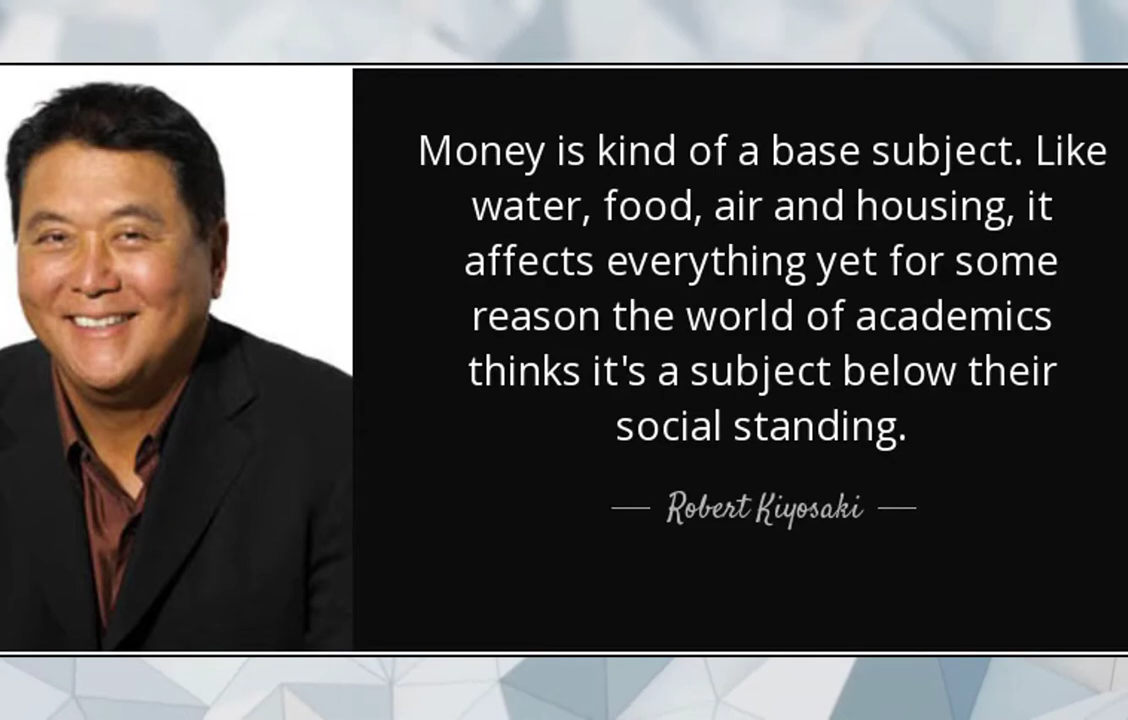 Money is kind of a base subject. Like
water, food, air and housing, it
affects everything yet for some
reason the world of academics
thinks it's a subject below their
social standing.
Robert Kiyosaki